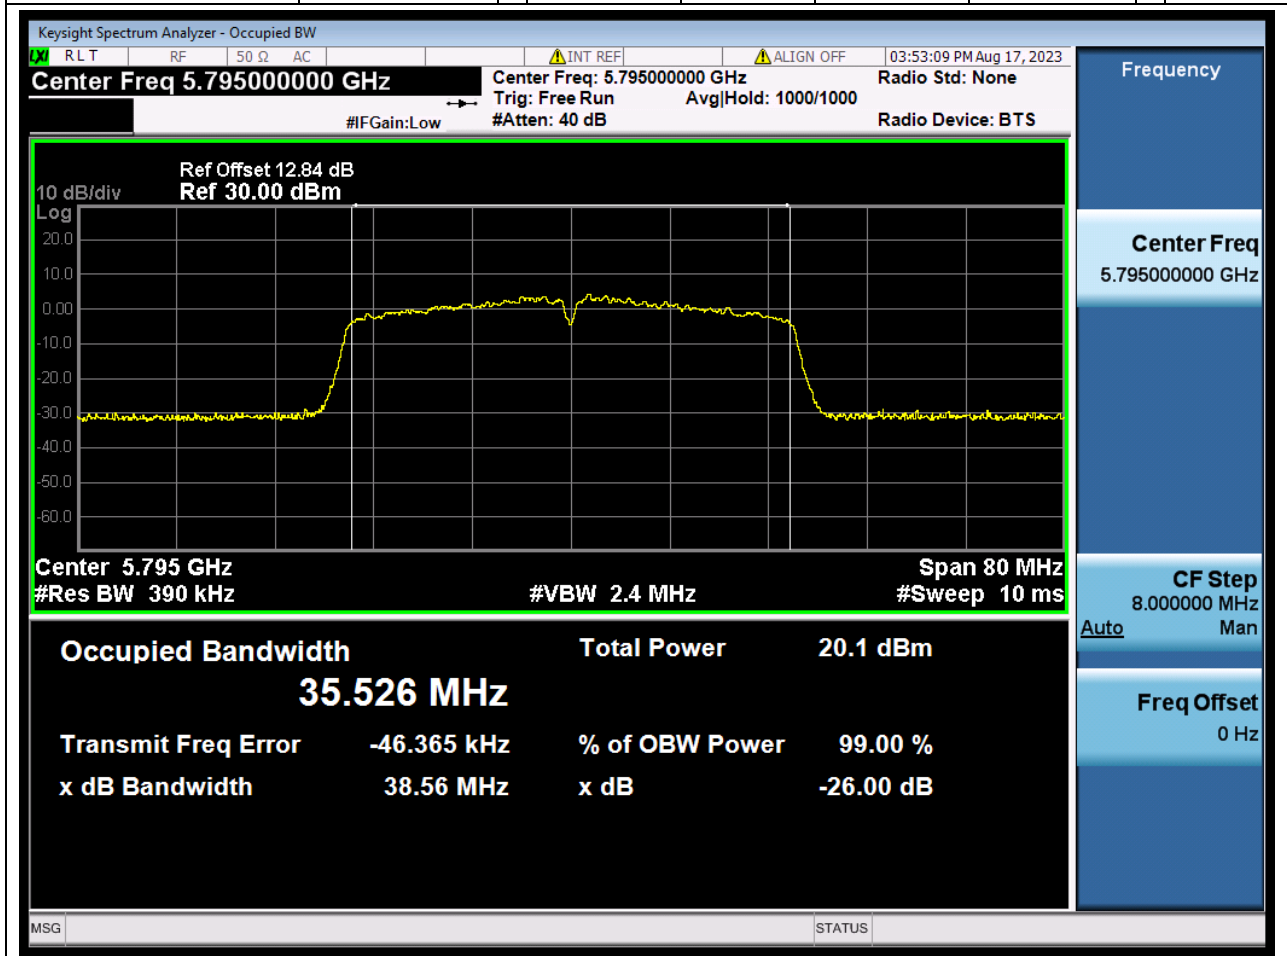 Keysight Spectrum Analyzer - Occupied BW
LXI RLT RF 50 Ω AC INT REF ALIGN OFF 03:53:09 PM Aug 17, 2023
Center Freq 5.795000000 GHz
Center Freq: 5.795000000 GHz
Radio Std: None
Trig: Free Run Avg|Hold: 1000/1000
#IFGain:Low
#Atten: 40 dB
Radio Device: BTS
Ref Offset 12.84 dB
10 dB/div Ref 30.00 dBm
Log
20.0
10.0
0.00
-10.0
-20.0
-30.0
-40.0
-50.0
-60.0
Center 5.795 GHz Span 80 MHz
#Res BW 390 kHz #VBW 2.4 MHz #Sweep 10 ms
Occupied Bandwidth Total Power 20.1 dBm
35.526 MHz
Transmit Freq Error -46.365 kHz % of OBW Power 99.00 %
x dB Bandwidth 38.56 MHz x dB -26.00 dB
MSG STATUS
Frequency
Center Freq
5.795000000 GHz
CF Step
8.000000 MHz
Auto Man
Freq Offset
0 Hz